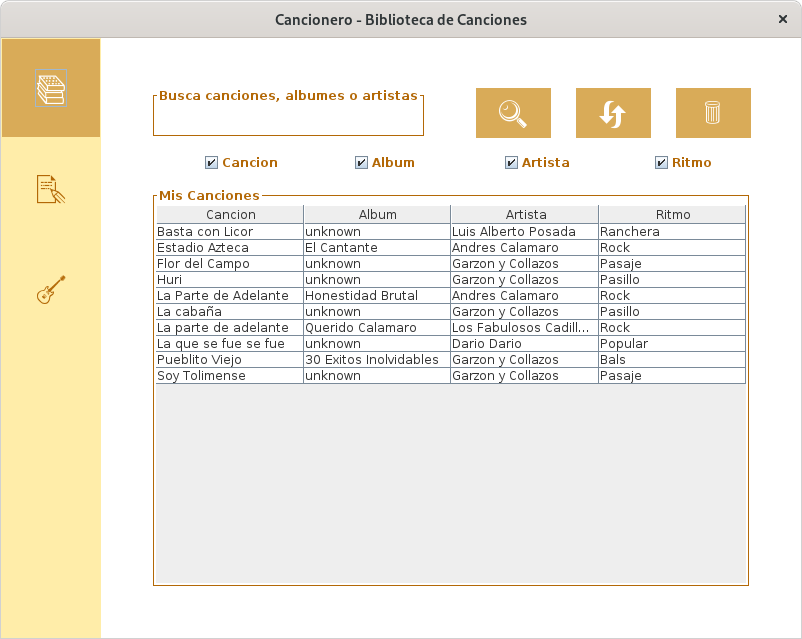 Cancionero - Biblioteca de Canciones
Busca canciones, albumes o artistas
Cancion Album Artista Ritmo
Mis Canciones
Cancion Album Artista Ritmo
Basta con Licor unknown Luis Alberto Posada Ranchera
Estadio Azteca El Cantante Andres Calamaro Rock
Flor del Campo unknown Garzon y Collazos Pasaje
Huri unknown Garzon y Collazos Pasillo
La Parte de Adelante Honestidad Brutal Andres Calamaro Rock
La cabaña unknown Garzon y Collazos Pasillo
La parte de adelante Querido Calamaro Los Fabulosos Cadill... Rock
La que se fue se fue unknown Dario Dario Popular
Pueblito Viejo 30 Exitos Inolvidables Garzon y Collazos Bals
Soy Tolimense unknown Garzon y Collazos Pasaje